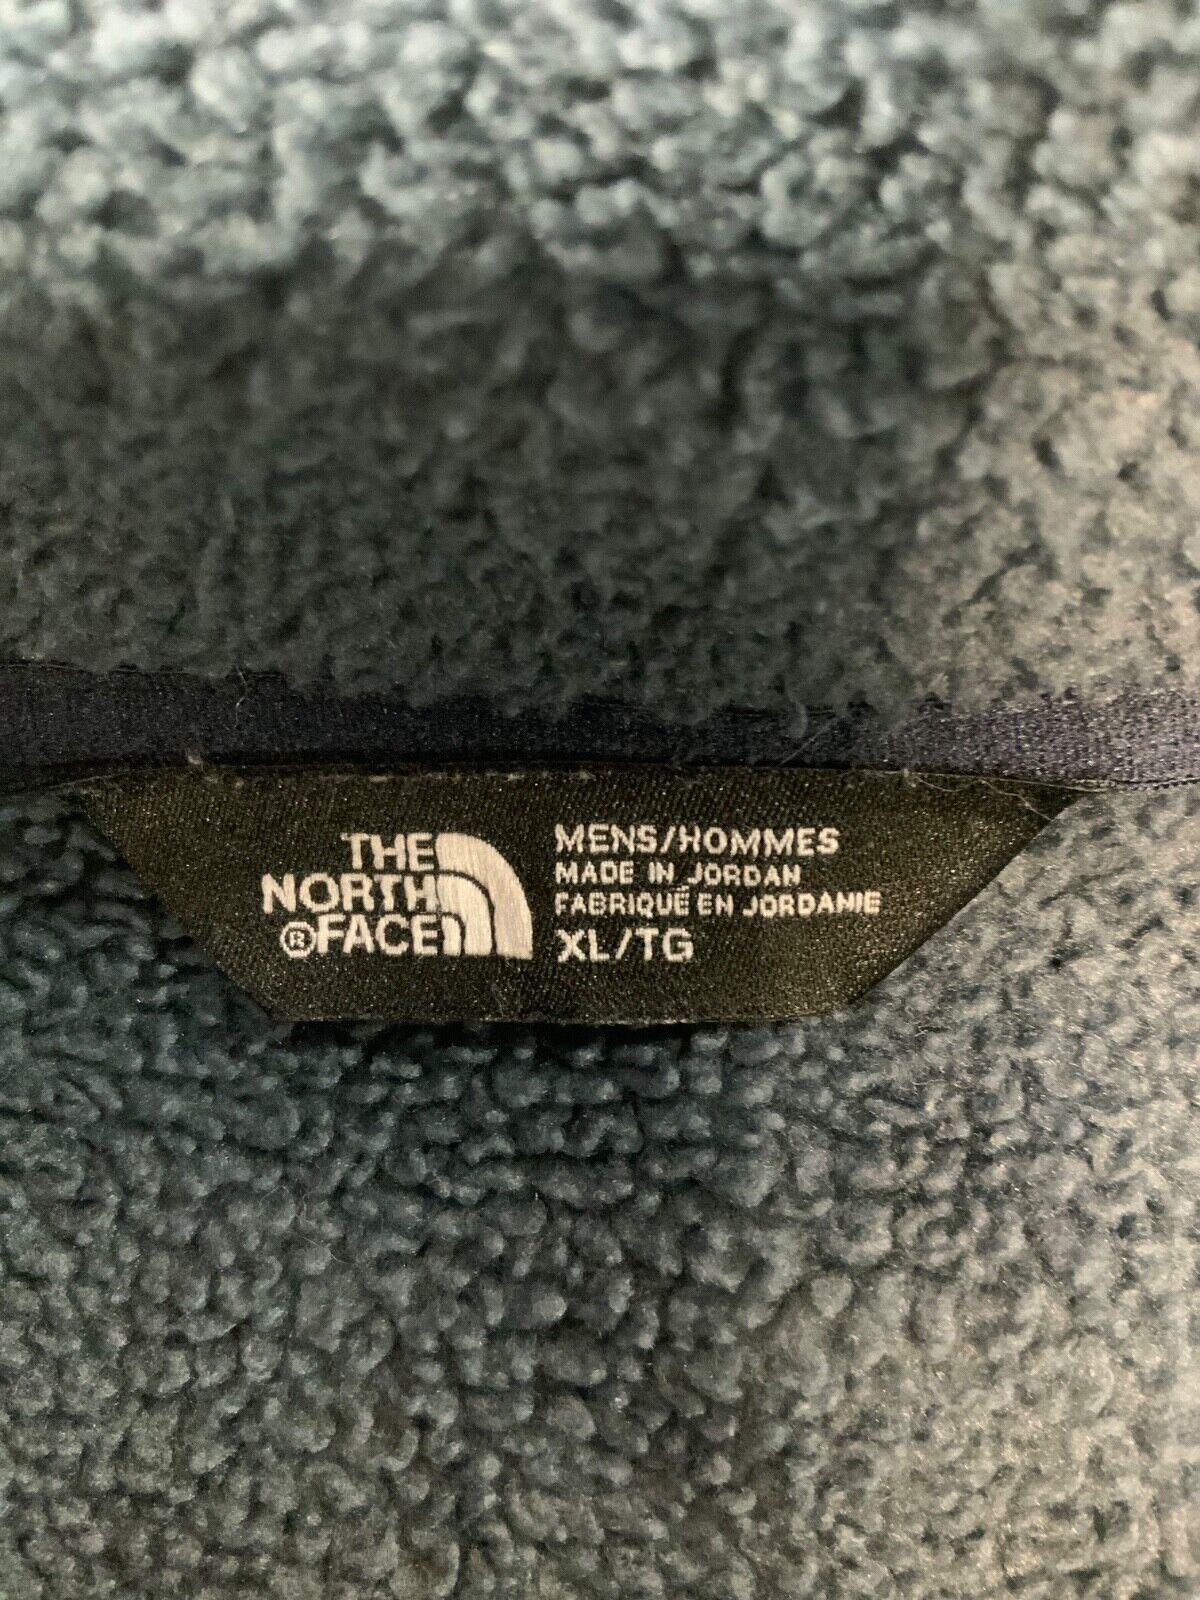 THE
NORTH
®FACE
MENS/HOMMES
MADE IN JORDAN
FABRIQUÉ EN JORDANIE
XL/TG